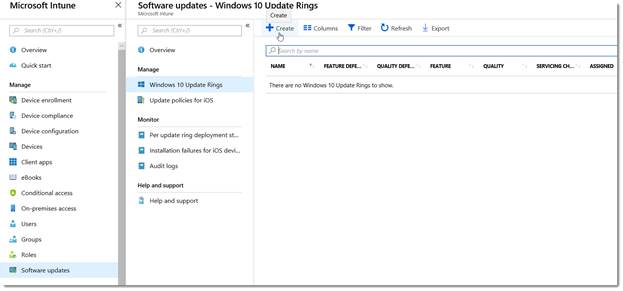 Microsoft Intune
Microsoft Intune
Search (Ctrl+/)
Overview
Quick start
Manage
Device enrollment
Device compliance
Device configuration
Devices
Client apps
eBooks
Conditional access
On-premises access
Users
Groups
Roles
Software updates
Software updates - Windows 10 Update Rings
Microsoft Intune
Search (Ctrl+/)
Overview
Manage
Windows 10 Update Rings
Update policies for iOS
Monitor
Per update ring deployment st...
Installation failures for iOS devi...
Audit logs
Help and support
Help and support
Create
Create Columns Filter Refresh Export
Search by name
NAME FEATURE DEFE... QUALITY DEFE... FEATURE QUALITY SERVICING CH... ASSIGNED
There are no Windows 10 Update Rings to show.